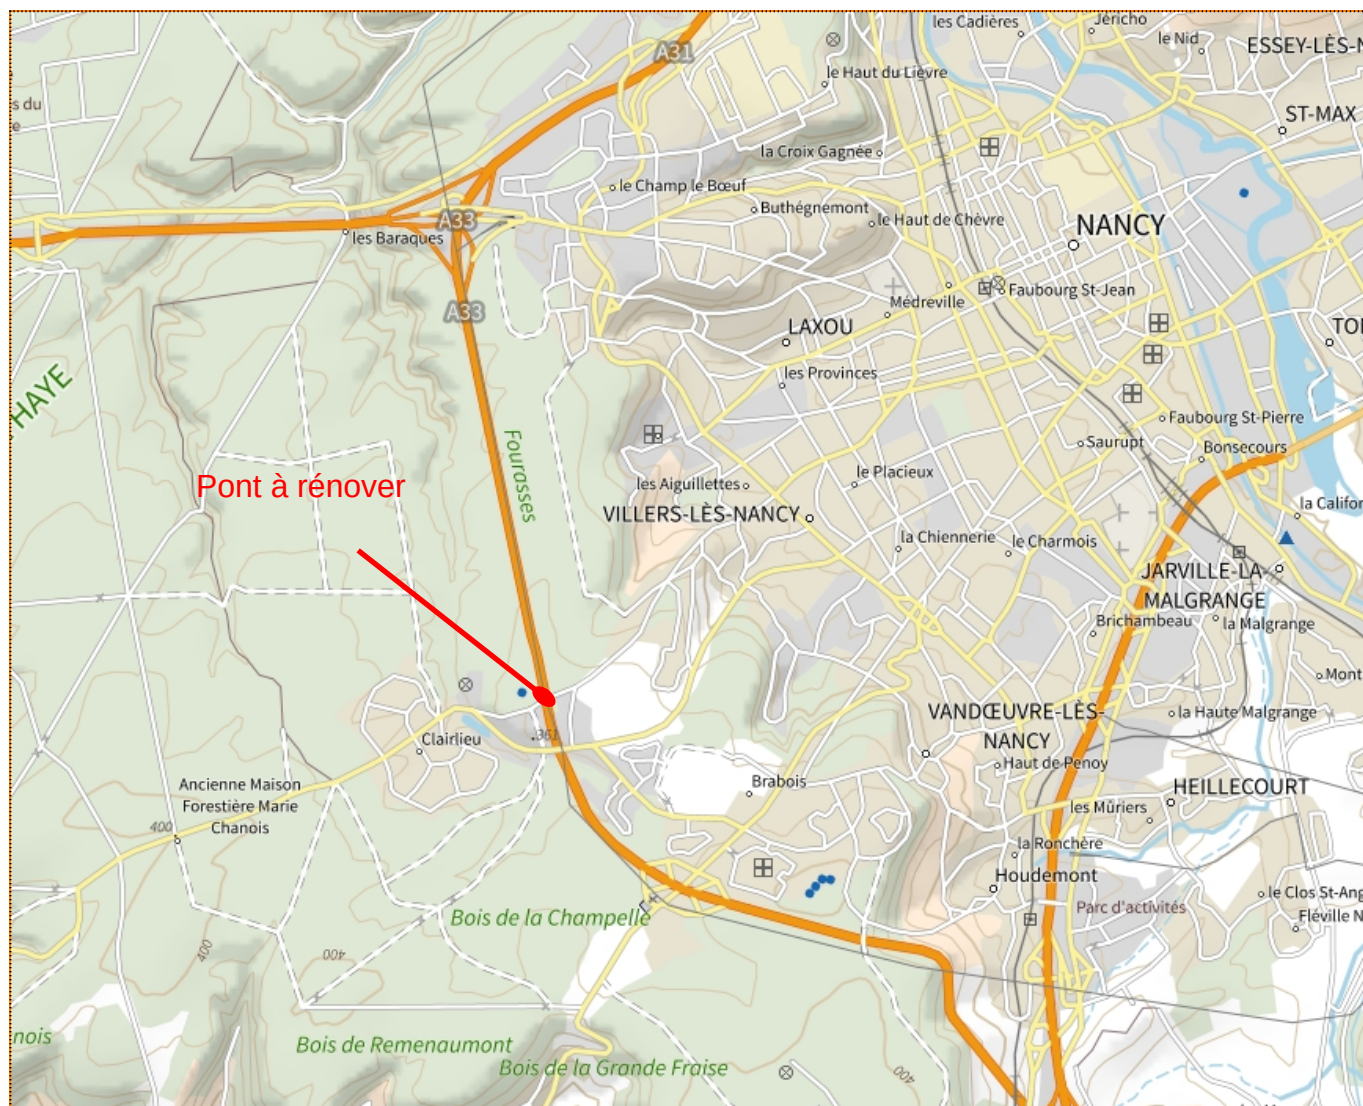 les Cadières
Jéricho
le Nid
ESSEY-LÈS-N
A31
le Haut du Lièvre
s du
e
ST-MAX
la Croix Gagnée
le Champ le Bœuf
Buthégnemont
le Haut de Chèvre
NANCY
A33
les Baraques
Médreville
Faubourg St-Jean
A33
LAXOU
TO
les Provinces
HAYE
Faubourg St-Pierre
Saurupt
Bonsecours
Fourasses
Pont à rénover
les Aiguillettes
le Placieux
VILLERS-LÈS-NANCY
la Califor
la Chiennerie
le Charmois
JARVILLE-LA-
MALGRANGE
Brichambeau
la Malgrange
Mont
VANDŒUVRE-LÈS-
NANCY
la Haute Malgrange
Clairlieu
.361
Haut de Penoy
Ancienne Maison
Forestière Marie
Chanois
Brabois
HEILLECOURT
les Mûriers
400
la Ronchère
Houdemont
le Clos St-Ang
Parc d'activités
Fléville N
Bois de la Champelle
400
400
nois
Bois de Remenaumont
Bois de la Grande Fraise
400